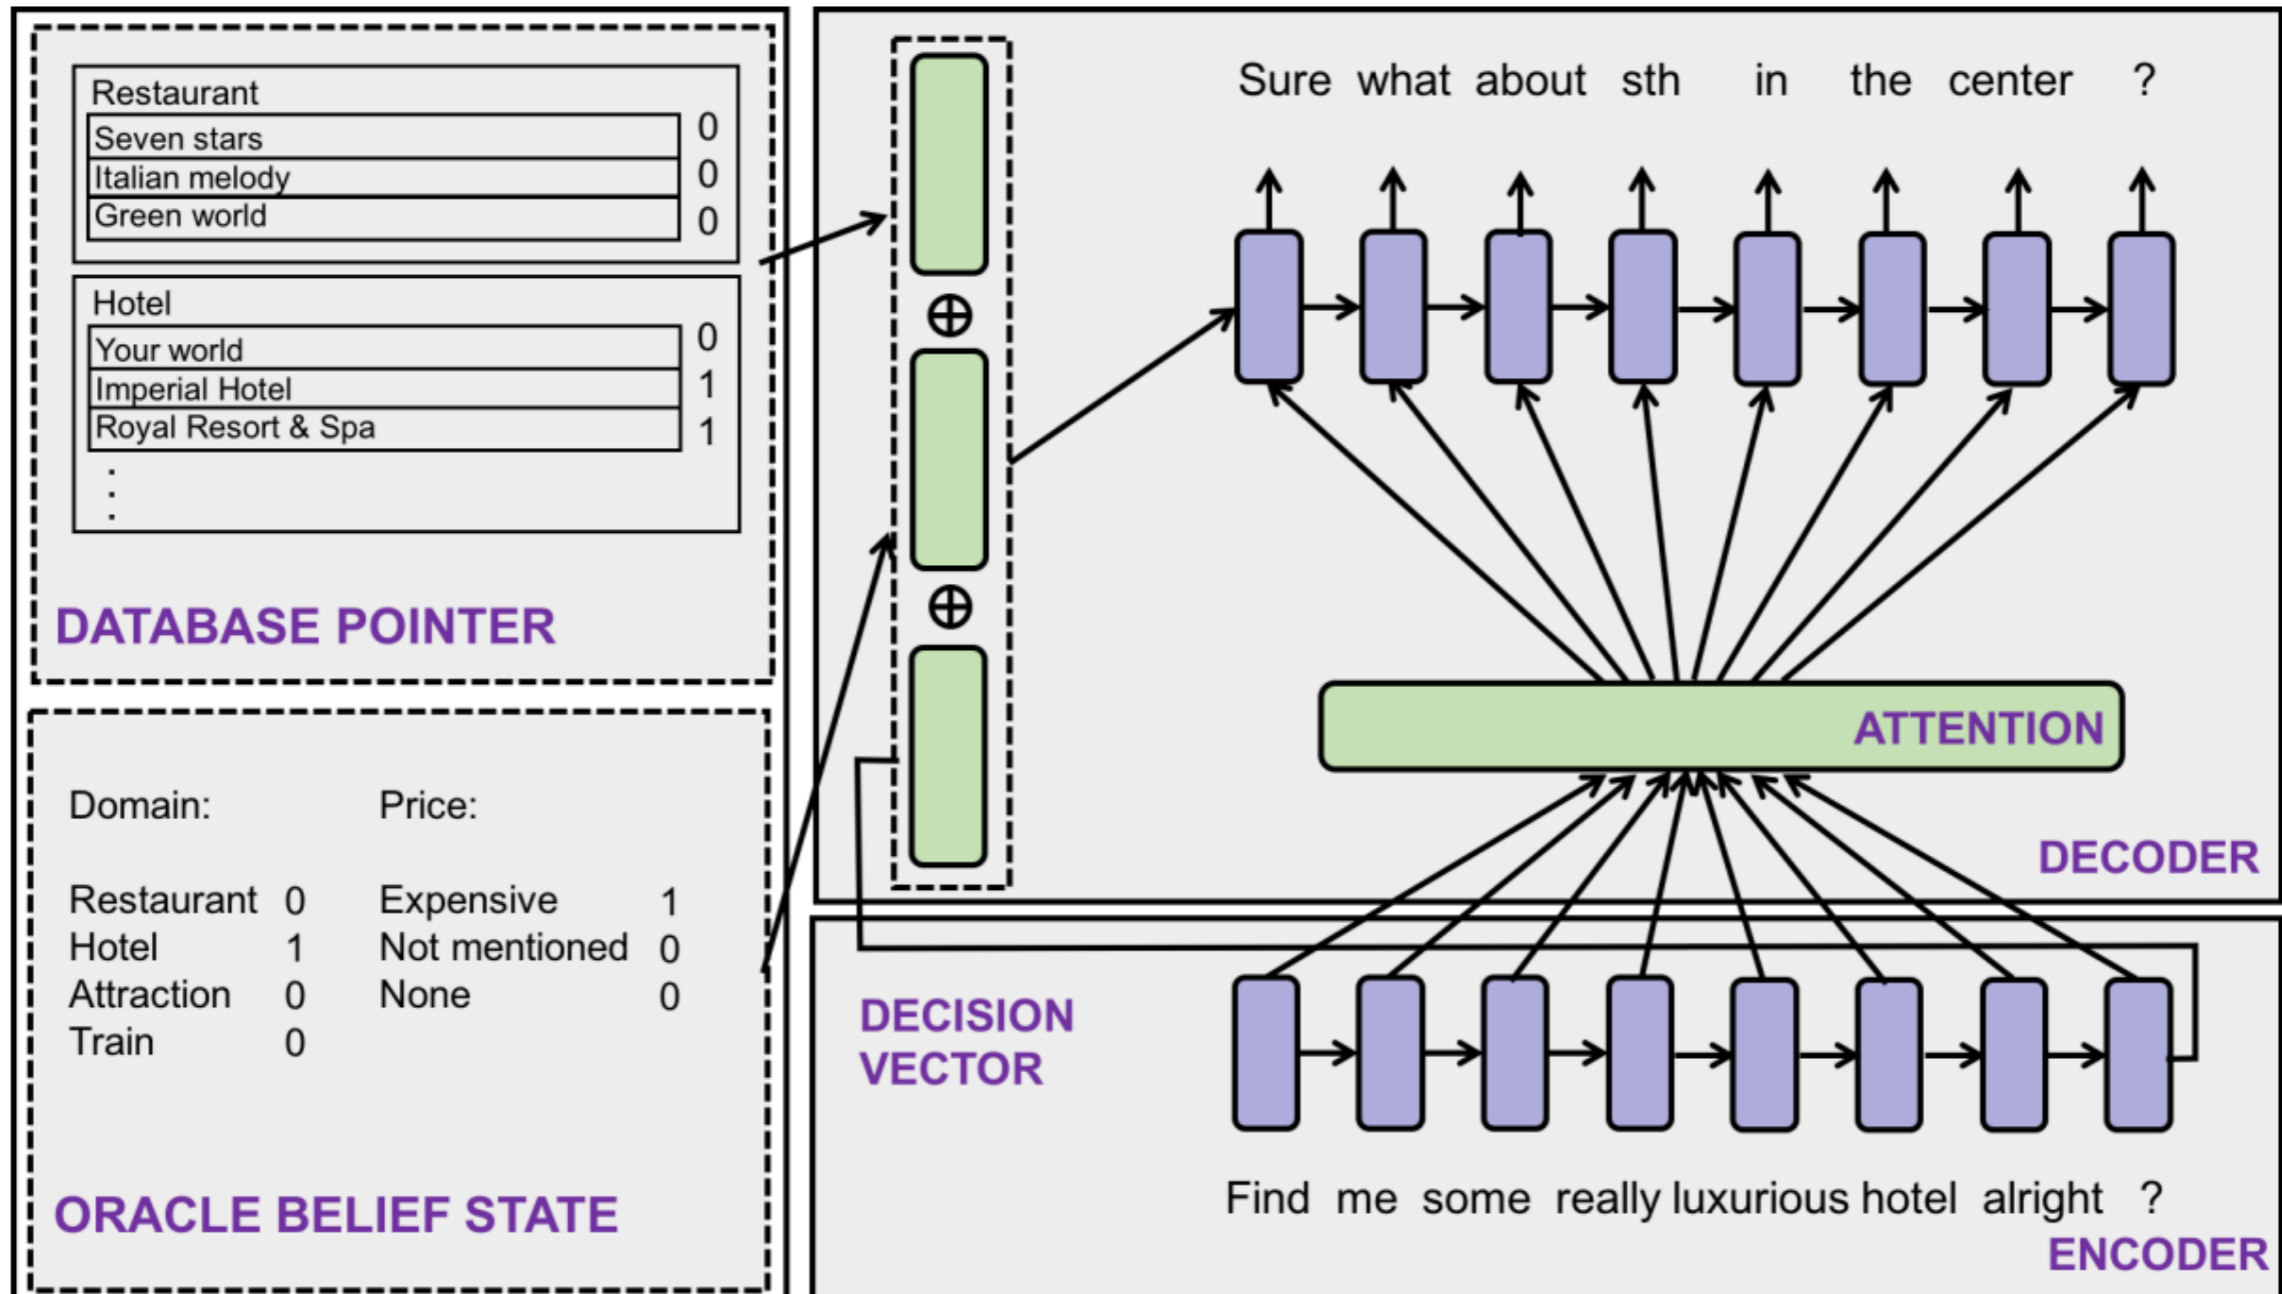 Restaurant
Seven stars 0
Italian melody 0
Green world 0
Hotel
Your world 0
Imperial Hotel 1
Royal Resort & Spa 1
DATABASE POINTER
Domain: Price:
Restaurant 0 Expensive 1
Hotel 1 Not mentioned 0
Attraction 0 None 0
Train 0
ORACLE BELIEF STATE
Sure what about sth in the center ?
ATTENTION
DECODER
DECISION
VECTOR
Find me some really luxurious hotel alright ?
ENCODER